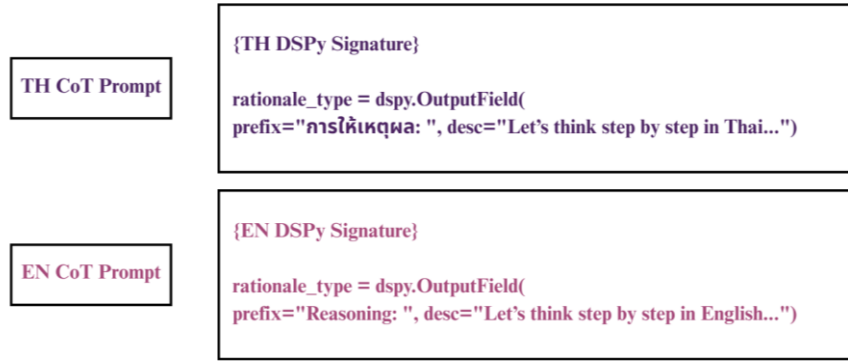 TH CoT Prompt
{TH DSPy Signature}
rationale_type = dspy.OutputField(
prefix="การให้เหตุผล: ", desc="Let’s think step by step in Thai...")
EN CoT Prompt
{EN DSPy Signature}
rationale_type = dspy.OutputField(
prefix="Reasoning: ", desc="Let’s think step by step in English...")